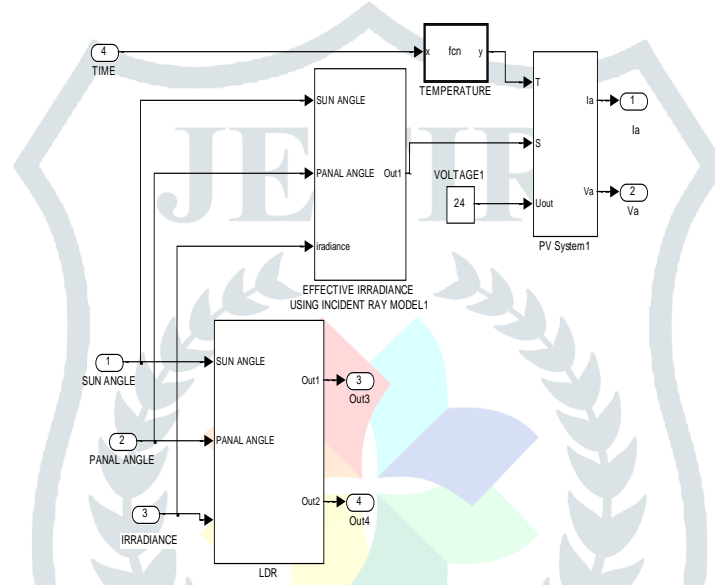 4
TIME
x fcn y
TEMPERATURE
SUN ANGLE
PANAL ANGLE
Out1
iradiance
EFFECTIVE IRRADIANCE
USING INCIDENT RAY MODEL1
VOLTAGE1
24
T
S
Uout
Ia
Va
PV System1
1
Ia
2
Va
1
SUN ANGLE
2
PANAL ANGLE
3
IRRADIANCE
SUN ANGLE
PANAL ANGLE
Out1
Out2
LDR
3
Out3
4
Out4
JETIR